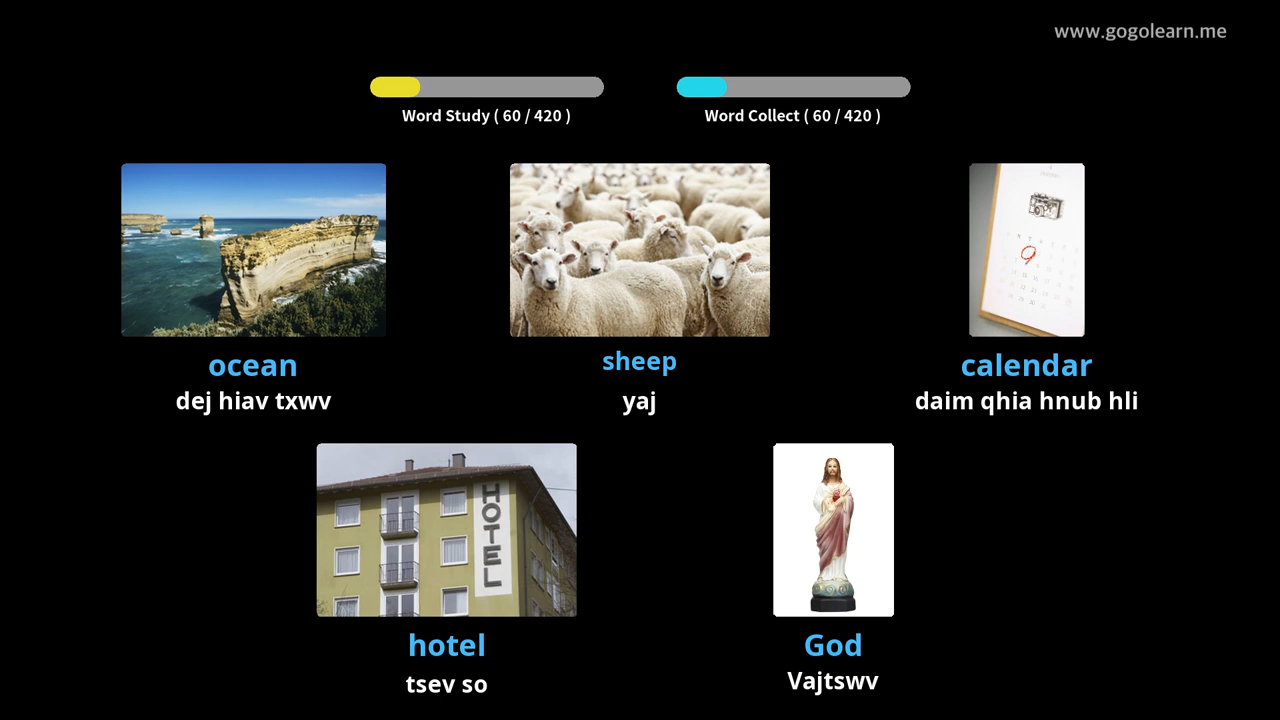 www.gogolearn.me
Word Study ( 60 / 420 )
Word Collect ( 60 / 420 )
ocean
dej hiav txwv
sheep
yaj
calendar
daim qhia hnub hli
HOTEL
hotel
tsev so
God
Vajtswv